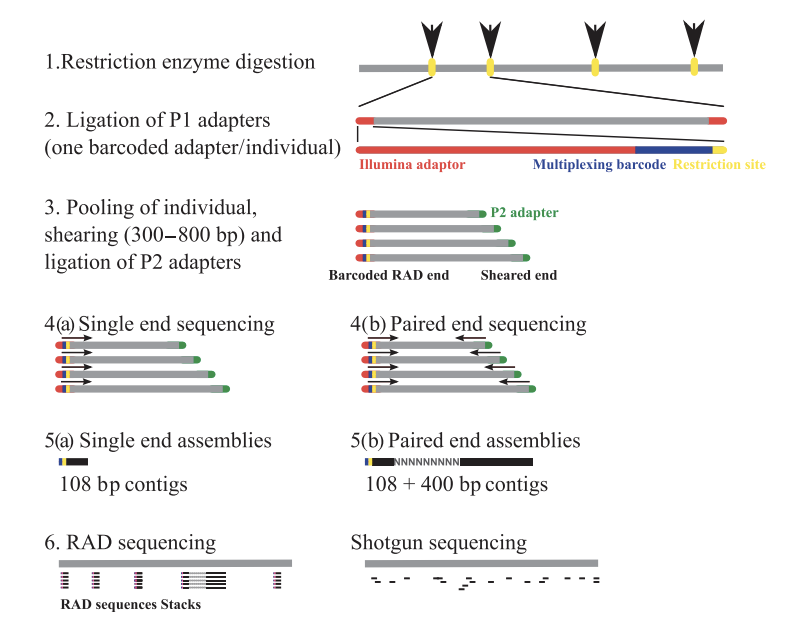 1.Restriction enzyme digestion
2. Ligation of P1 adapters
(one barcoded adapter/individual)
Illumina adaptor Multiplexing barcode Restriction site
3. Pooling of individual,
shearing (300–800 bp) and
ligation of P2 adapters
P2 adapter
Barcoded RAD end Sheared end
4(a) Single end sequencing
4(b) Paired end sequencing
5(a) Single end assemblies
108 bp contigs
5(b) Paired end assemblies
NNNNNNNNN
108 + 400 bp contigs
6. RAD sequencing
RAD sequences Stacks
Shotgun sequencing